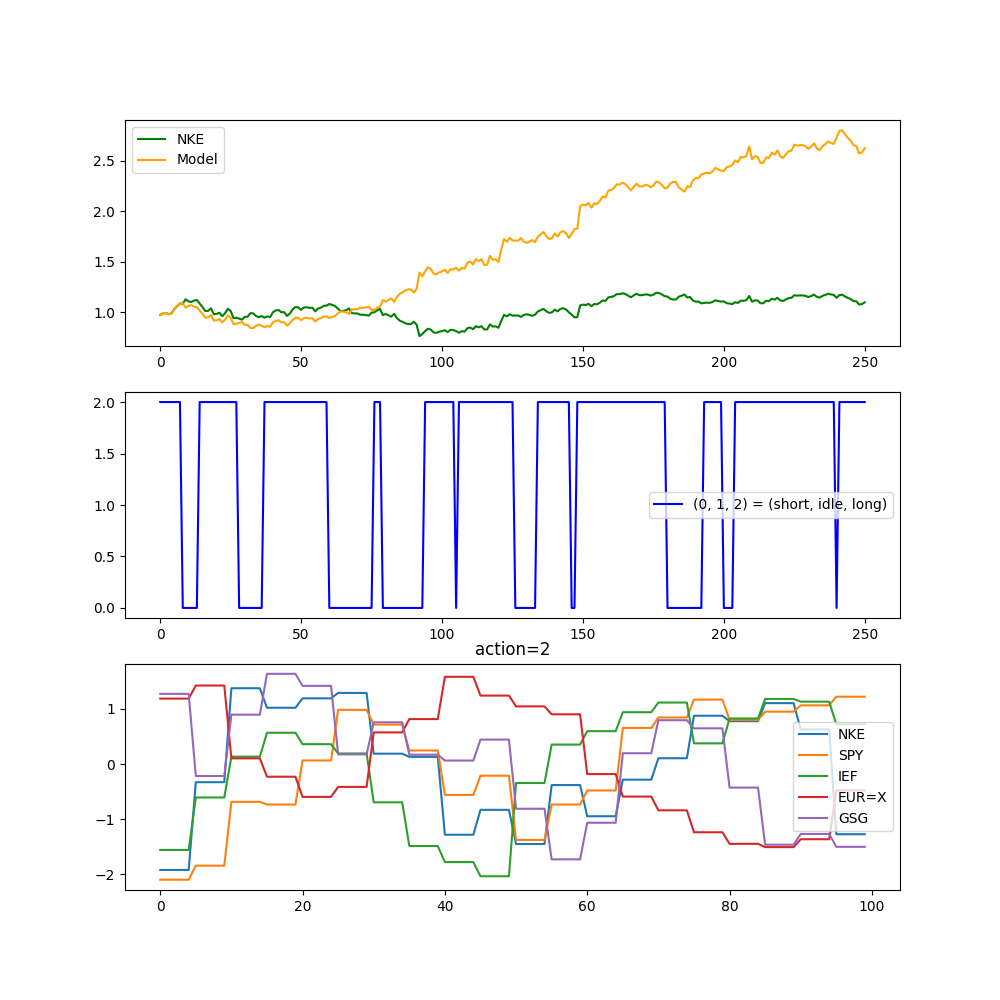 NKE
Model
2.5
2.0
1.5
1.0
0 50 100 150 200 250
2.0
1.5
1.0
0.5
0.0
(0, 1, 2) = (short, idle, long)
0 50 100 150 200 250
action=2
1
0
−1
−2
NKE
SPY
IEF
EUR=X
GSG
0 20 40 60 80 100